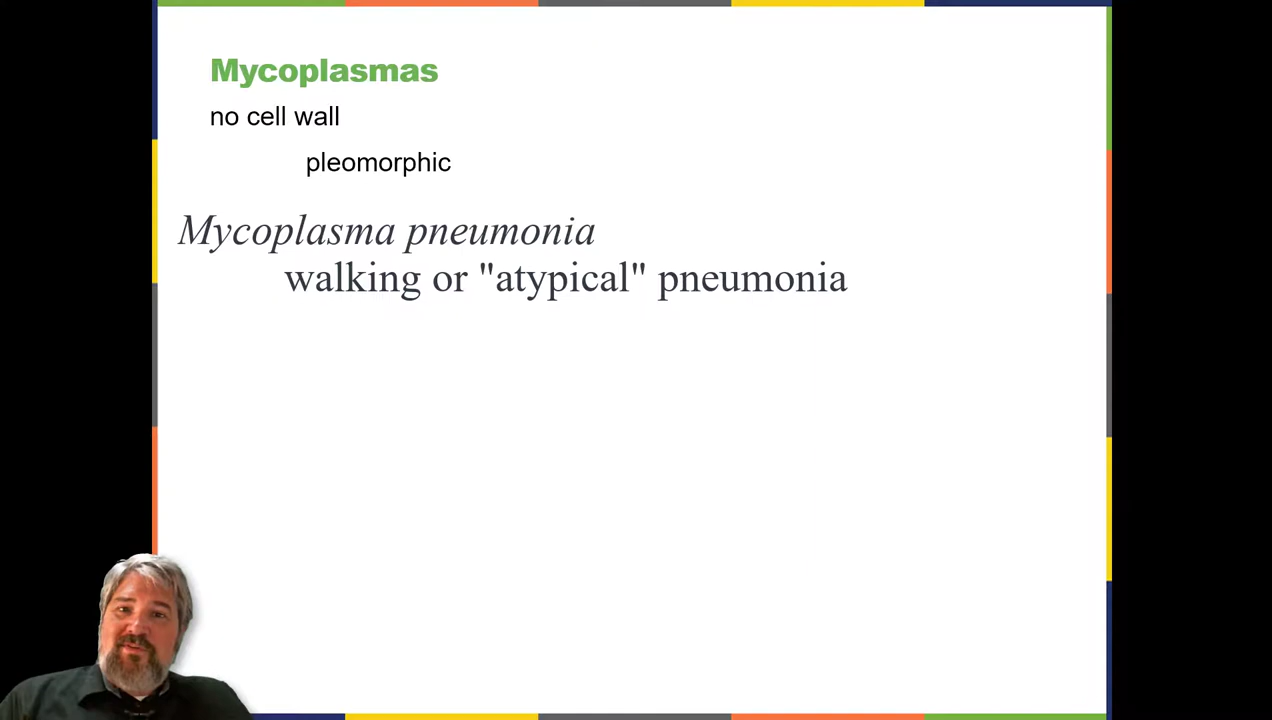 Mycoplasmas
no cell wall
pleomorphic
Mycoplasma pneumonia
walking or "atypical" pneumonia